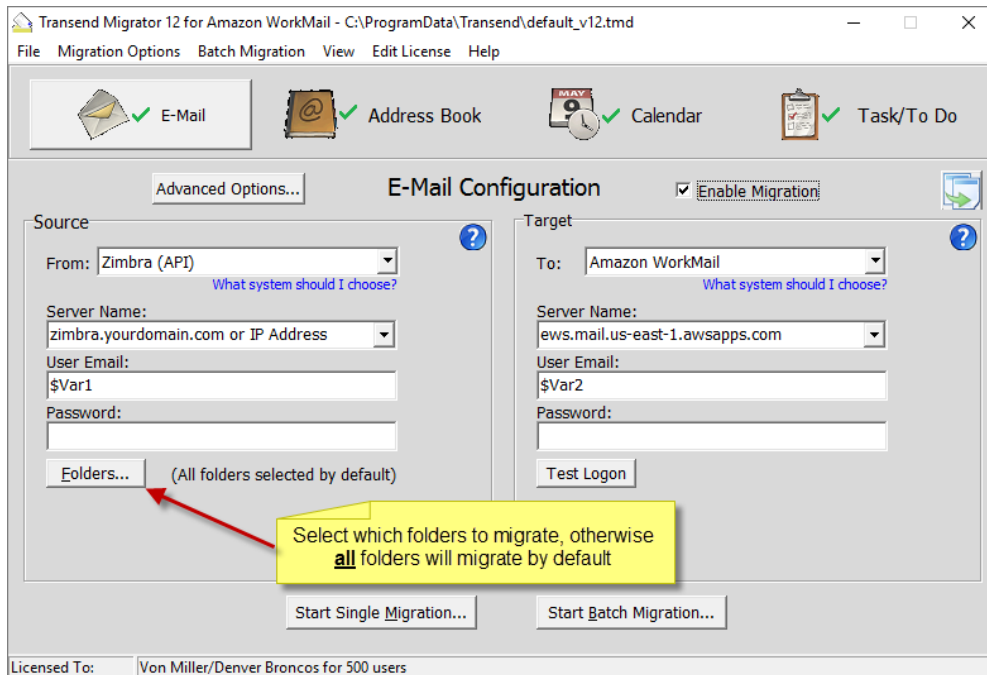 Transend Migrator 12 for Amazon WorkMail - C:\ProgramData\Transend\default_v12.tmd
File Migration Options Batch Migration View Edit License Help
E-Mail
MAY
9
Address Book
Calendar
Task/To Do
Advanced Options...
E-Mail Configuration
Enable Migration
Source
From: Zimbra (API)
What system should I choose?
Server Name:
zimbra.yourdomain.com or IP Address
User Email:
$Var1
Password:
Folders... (All folders selected by default)
Target
To: Amazon WorkMail
What system should I choose?
Server Name:
ews.mail.us-east-1.awsapps.com
User Email:
$Var2
Password:
Test Logon
Select which folders to migrate, otherwise
all folders will migrate by default
Start Single Migration...
Start Batch Migration...
Licensed To: Von Miller/Denver Broncos for 500 users